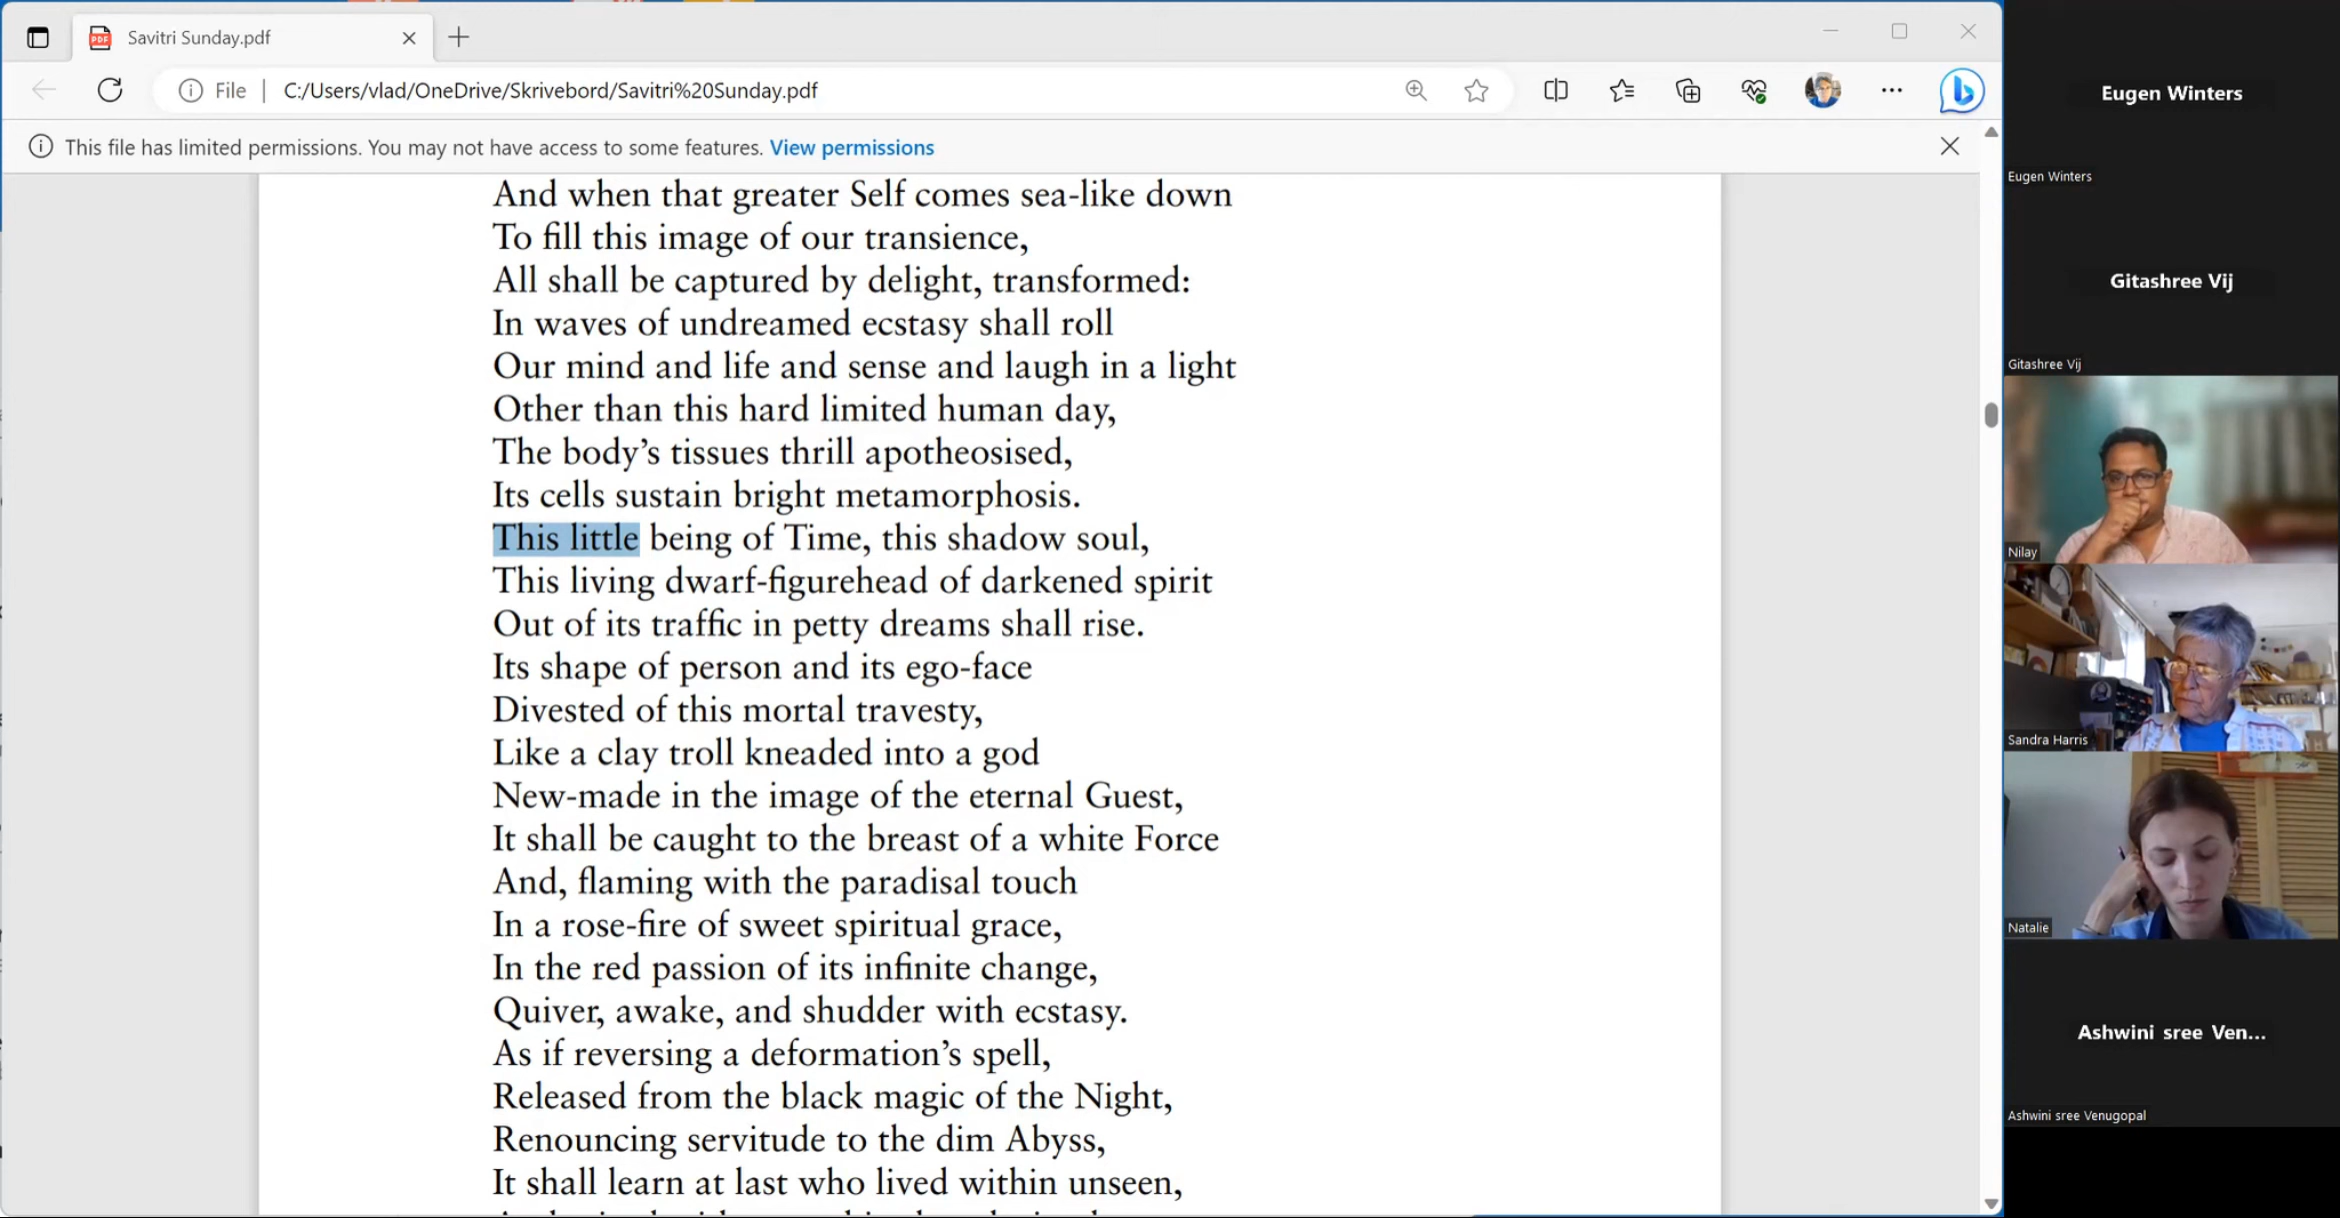 Savitri Sunday.pdf
File
C:/Users/vlad/OneDrive/Skrivebord/Savitri%20Sunday.pdf
This file has limited permissions. You may not have access to some features. View permissions
And when that greater Self comes sea-like down
To fill this image of our transience,
All shall be captured by delight, transformed:
In waves of undreamed ecstasy shall roll
Our mind and life and sense and laugh in a light
Other than this hard limited human day,
The body’s tissues thrill apotheosised,
Its cells sustain bright metamorphosis.
This little being of Time, this shadow soul,
This living dwarf-figurehead of darkened spirit
Out of its traffic in petty dreams shall rise.
Its shape of person and its ego-face
Divested of this mortal travesty,
Like a clay troll kneaded into a god
New-made in the image of the eternal Guest,
It shall be caught to the breast of a white Force
And, flaming with the paradisal touch
In a rose-fire of sweet spiritual grace,
In the red passion of its infinite change,
Quiver, awake, and shudder with ecstasy.
As if reversing a deformation’s spell,
Released from the black magic of the Night,
Renouncing servitude to the dim Abyss,
It shall learn at last who lived within unseen,
Eugen Winters
Eugen Winters
Gitashree Vij
Gitashree Vij
Nilay
Sandra Harris
Natalie
Ashwini sree Ven...
Ashwini sree Venugopal